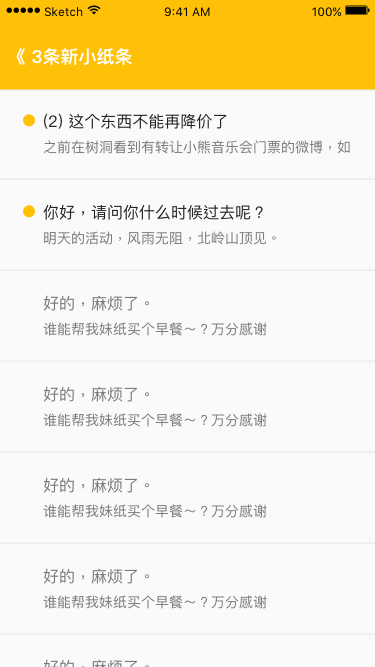 Sketch 9:41 AM 100%
《 3条新小纸条
(2) 这个东西不能再降价了
之前在树洞看到有转让小熊音乐会门票的微博，如
你好，请问你什么时候过去呢？
明天的活动，风雨无阻，北岭山顶见。
好的，麻烦了。
谁能帮我妹纸买个早餐～？万分感谢
好的，麻烦了。
谁能帮我妹纸买个早餐～？万分感谢
好的，麻烦了。
谁能帮我妹纸买个早餐～？万分感谢
好的，麻烦了。
谁能帮我妹纸买个早餐～？万分感谢
好的，麻烦了。